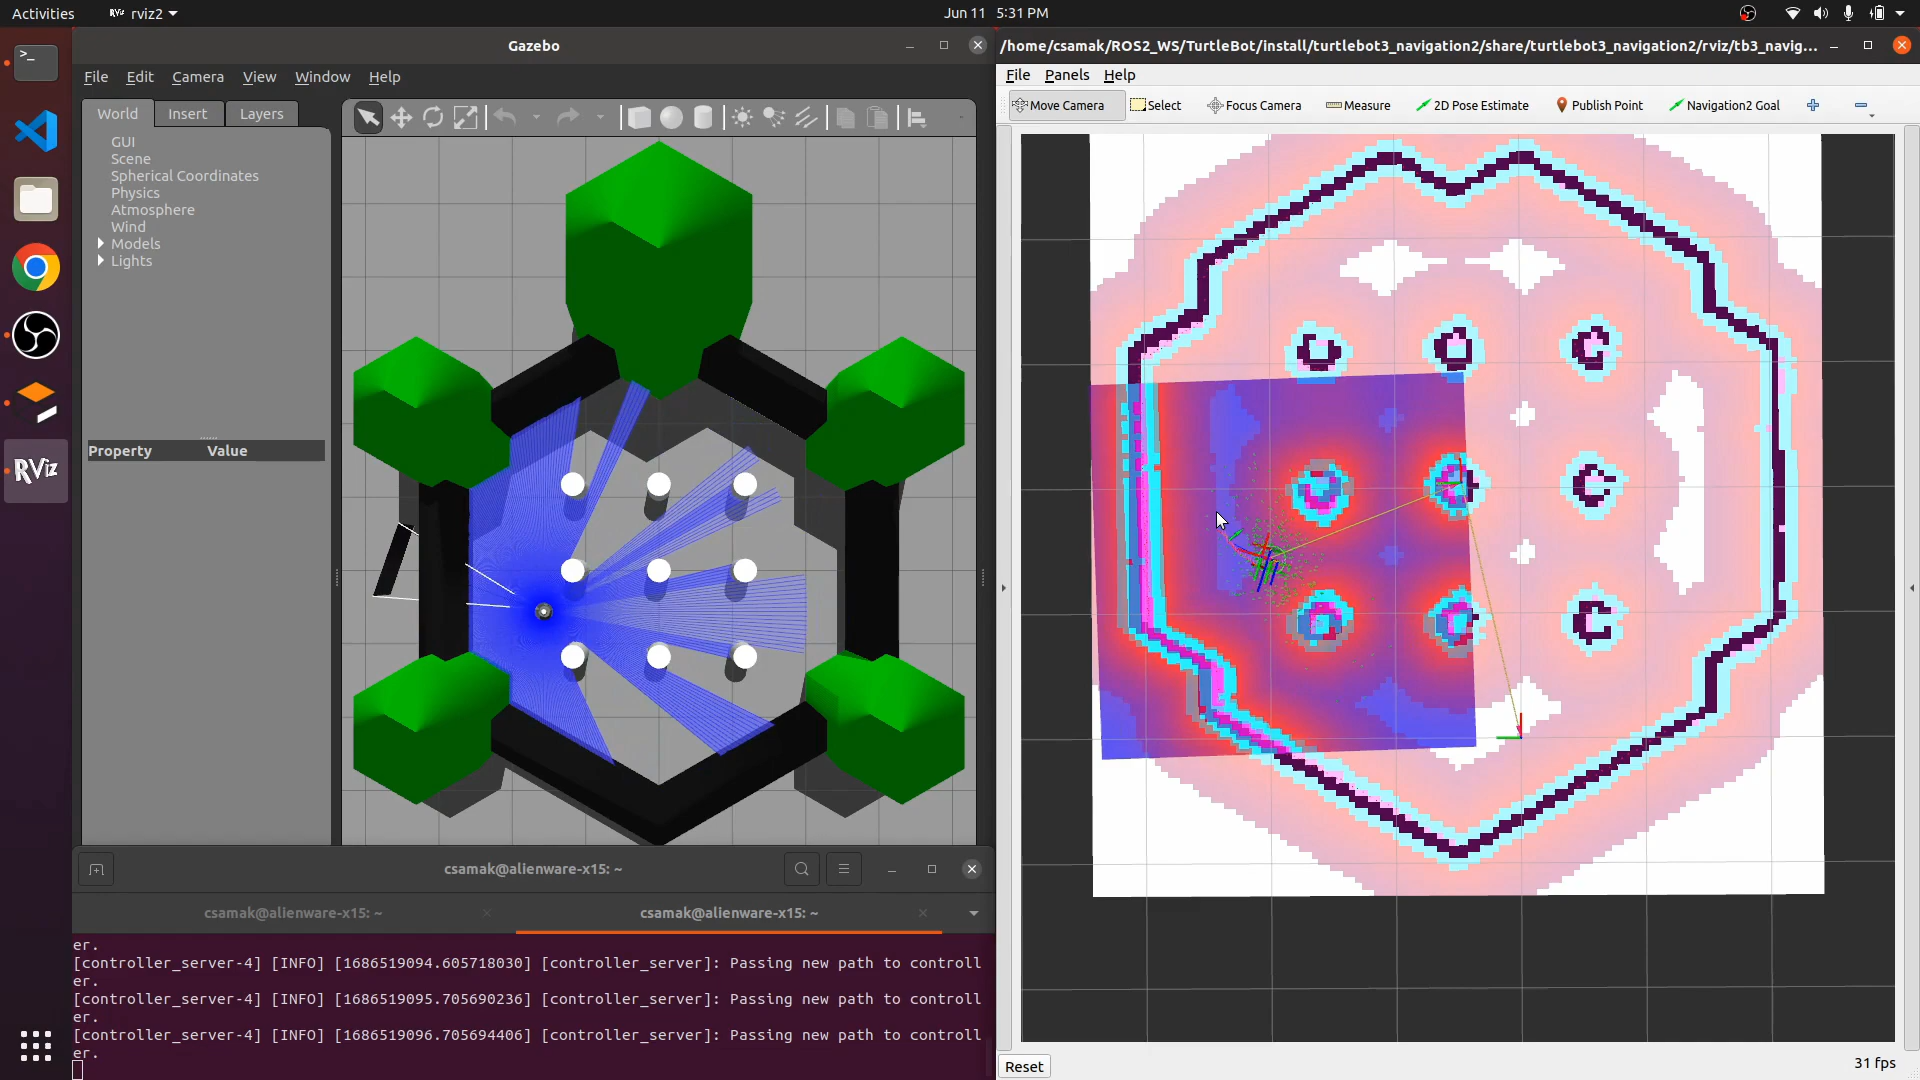 Activities
RViz rviz2
Jun 11 5:31 PM
Gazebo
File Edit Camera View Window Help
World Insert Layers
GUI
Scene
Spherical Coordinates
Physics
Atmosphere
Wind
Models
Lights
Property Value
RViz
/home/csamak/ROS2_WS/TurtleBot/install/turtlebot3_navigation2/share/turtlebot3_navigation2/rviz/tb3_navig...
File Panels Help
Move Camera Select Focus Camera Measure 2D Pose Estimate Publish Point Navigation2 Goal
csamak@alienware-x15: ~
csamak@alienware-x15: ~
csamak@alienware-x15: ~
er.
[controller_server-4] [INFO] [1686519094.605718030] [controller_server]: Passing new path to controll
er.
[controller_server-4] [INFO] [1686519095.705690236] [controller_server]: Passing new path to controll
er.
[controller_server-4] [INFO] [1686519096.705694406] [controller_server]: Passing new path to controll
er.
Reset
31 fps